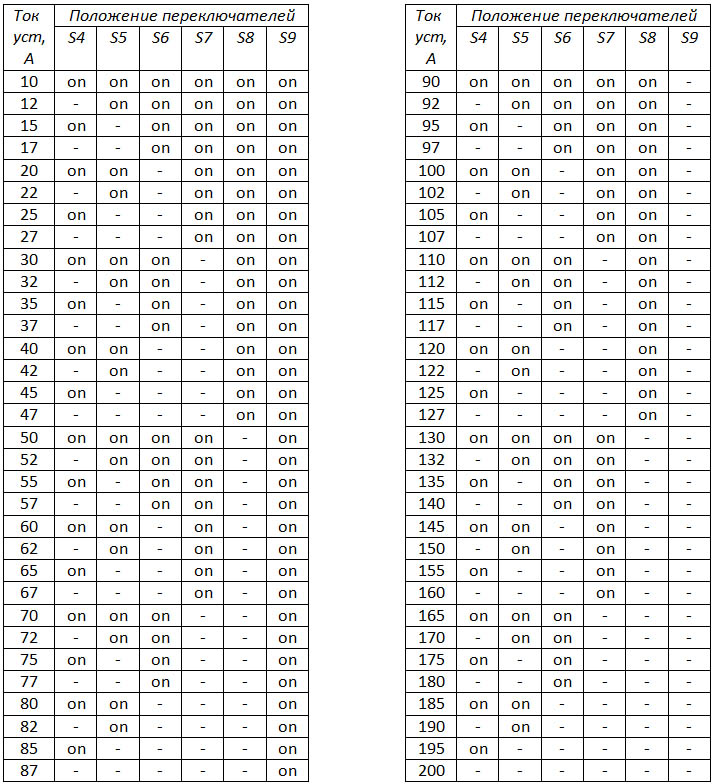 Ток уст, А Положение переключателей
S4 S5 S6 S7 S8 S9
10 on on on on on on
12 - on on on on on
15 on - on on on on
17 - - on on on on
20 on on - on on on
22 - on - on on on
25 on - - on on on
27 - - - on on on
30 on on on - on on
32 - on on - on on
35 on - on - on on
37 - - on - on on
40 on on - - on on
42 - on - - on on
45 on - - - on on
47 - - - - on on
50 on on on on - on
52 - on on on - on
55 on - on on - on
57 - - on on - on
60 on on - on - on
62 - on - on - on
65 on - - on - on
67 - - - on - on
70 on on on - - on
72 - on on - - on
75 on - on - - on
77 - - on - - on
80 on on - - - on
82 - on - - - on
85 on - - - - on
87 - - - - - on
Ток уст, А Положение переключателей
S4 S5 S6 S7 S8 S9
90 on on on on on -
92 - on on on on -
95 on - on on on -
97 - - on on on -
100 on on - on on -
102 - on - on on -
105 on - - on on -
107 - - - on on -
110 on on on - on -
112 - on on - on -
115 on - on - on -
117 - - on - on -
120 on on - - on -
122 - on - - on -
125 on - - - on -
127 - - - - on -
130 on on on on - -
132 - on on on - -
135 on - on on - -
140 - - on on - -
145 on on - on - -
150 - on - on - -
155 on - - on - -
160 - - - on - -
165 on on on - - -
170 - on on - - -
175 on - on - - -
180 - - on - - -
185 on on - - - -
190 - on - - - -
195 on - - - - -
200 - - - - - -